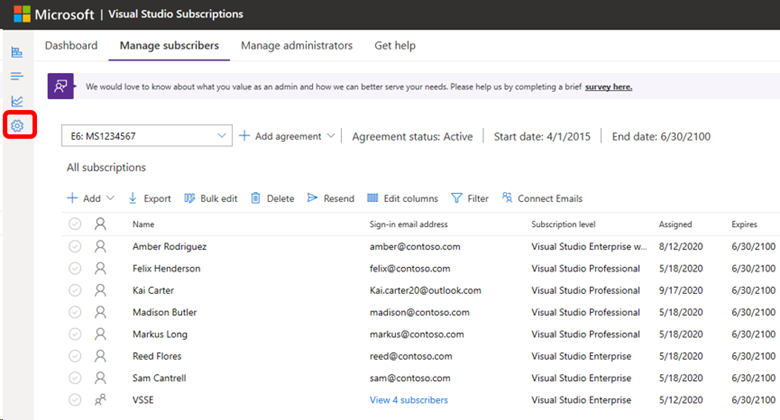 Microsoft | Visual Studio Subscriptions
Dashboard Manage subscribers Manage administrators Get help
We would love to know about what you value as an admin and how we can better serve your needs. Please help us by completing a brief survey here.
E6: MS1234567 Add agreement Agreement status: Active Start date: 4/1/2015 End date: 6/30/2100
All subscriptions
Add Export Bulk edit Delete Resend Edit columns Filter Connect Emails
Name Sign-in email address Subscription level Assigned Expires
Amber Rodriguez amber@contoso.com Visual Studio Enterprise w... 8/12/2020 6/30/2100
Felix Henderson felix@contoso.com Visual Studio Professional 5/18/2020 6/30/2100
Kai Carter Kai.carter20@outlook.com Visual Studio Professional 9/17/2020 6/30/2100
Madison Butler madison@contoso.com Visual Studio Professional 5/18/2020 6/30/2100
Markus Long markus@contoso.com Visual Studio Professional 5/18/2020 6/30/2100
Reed Flores reed@contoso.com Visual Studio Enterprise 5/18/2020 6/30/2100
Sam Cantrell sam@contoso.com Visual Studio Enterprise 5/18/2020 6/30/2100
VSSE View 4 subscribers Visual Studio Enterprise 5/12/2020 6/30/2100